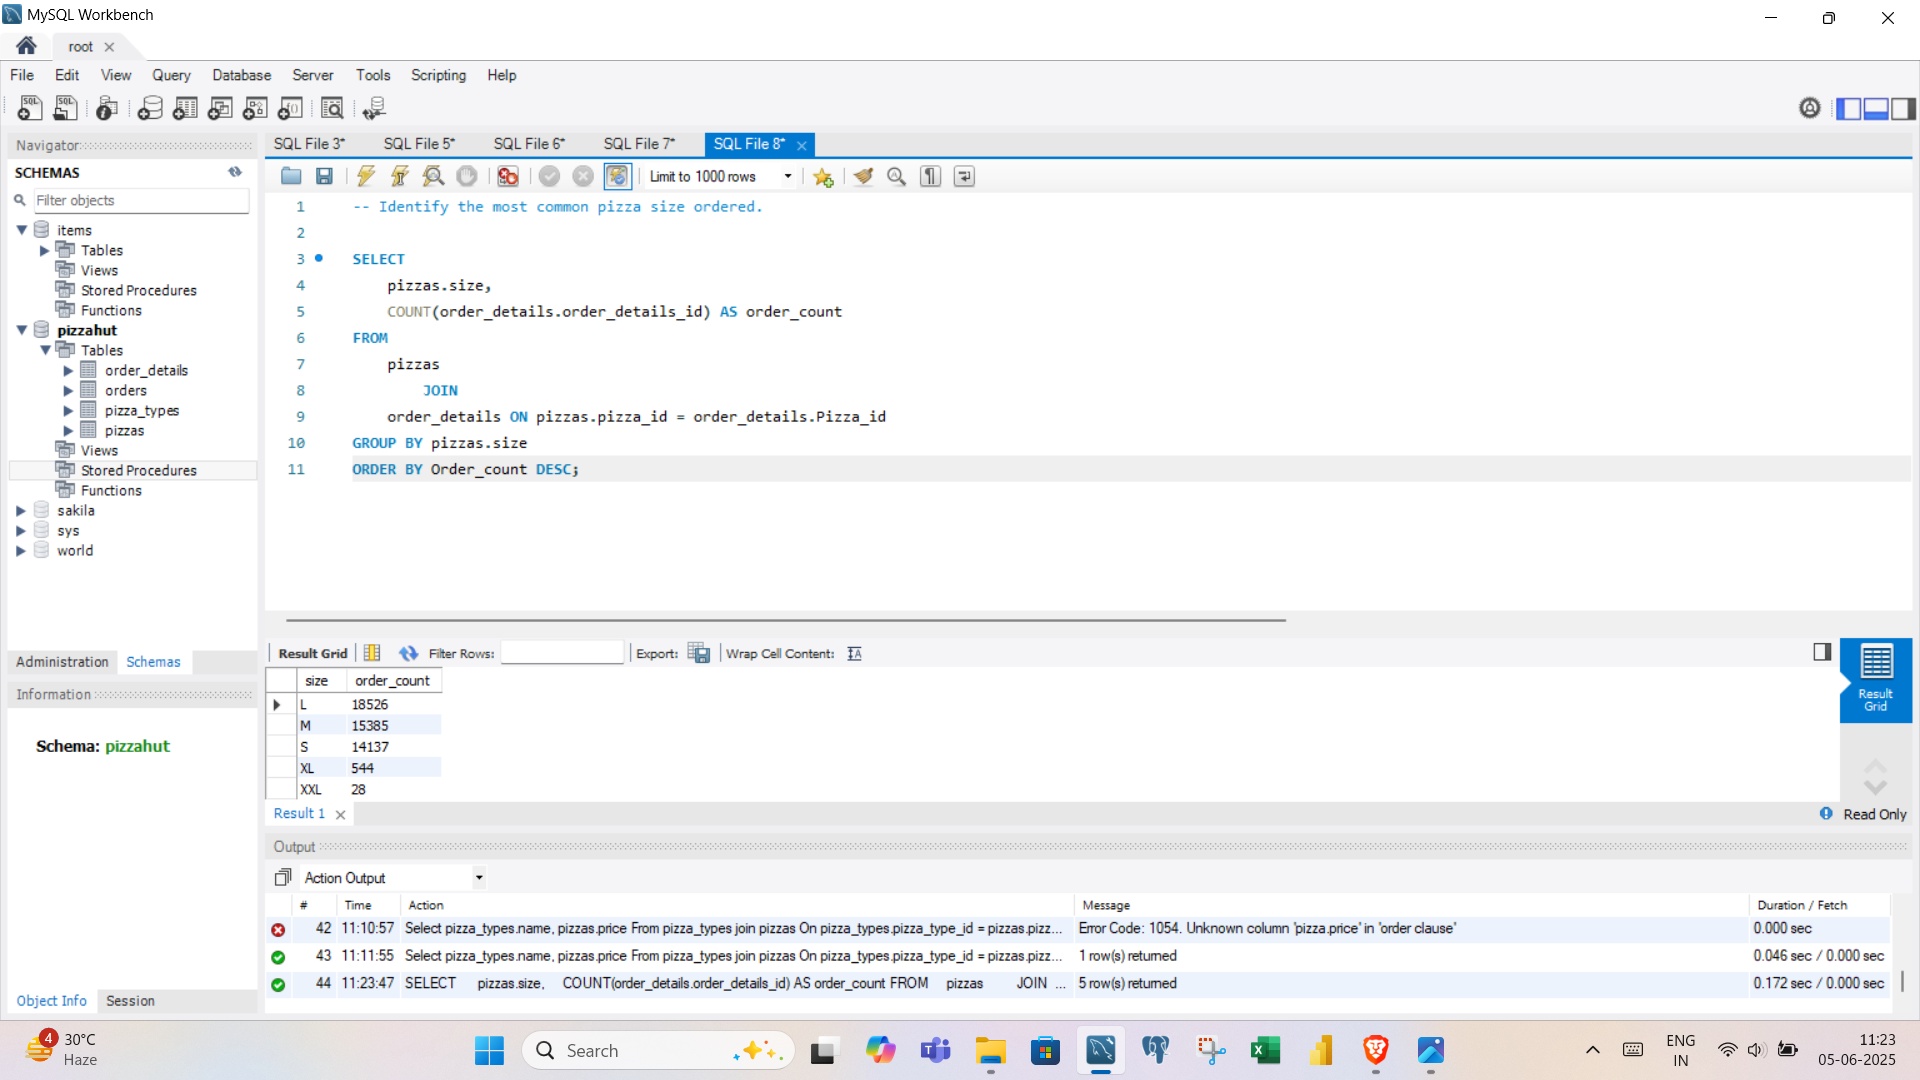 MySQL Workbench
root
File Edit View Query Database Server Tools Scripting Help
Navigator
SCHEMAS
Filter objects
items
Tables
Views
Stored Procedures
Functions
pizzahut
Tables
order_details
orders
pizza_types
pizzas
Views
Stored Procedures
Functions
sakila
sys
world
Administration Schemas
Information
Schema: pizzahut
Object Info Session
SQL File 3* SQL File 5* SQL File 6* SQL File 7* SQL File 8*
Limit to 1000 rows
1 -- Identify the most common pizza size ordered.
2
3 SELECT
4 pizzas.size,
5 COUNT(order_details.order_details_id) AS order_count
6 FROM
7 pizzas
8 JOIN
9 order_details ON pizzas.pizza_id = order_details.Pizza_id
10 GROUP BY pizzas.size
11 ORDER BY Order_count DESC;
Result Grid Filter Rows: Export: Wrap Cell Content:
size order_count
L 18526
M 15385
S 14137
XL 544
XXL 28
Result Grid
Result 1
Read Only
Output
Action Output
# Time Action Message Duration / Fetch
42 11:10:57 Select pizza_types.name, pizzas.price From pizza_types join pizzas On pizza_types.pizza_type_id = pizzas.pizz... Error Code: 1054. Unknown column 'pizza.price' in 'order clause' 0.000 sec
43 11:11:55 Select pizza_types.name, pizzas.price From pizza_types join pizzas On pizza_types.pizza_type_id = pizzas.pizz... 1 row(s) returned 0.046 sec / 0.000 sec
44 11:23:47 SELECT pizzas.size, COUNT(order_details.order_details_id) AS order_count FROM pizzas JOIN ... 5 row(s) returned 0.172 sec / 0.000 sec
4
30°C
Haze
Search
ENG
IN
11:23
05-06-2025